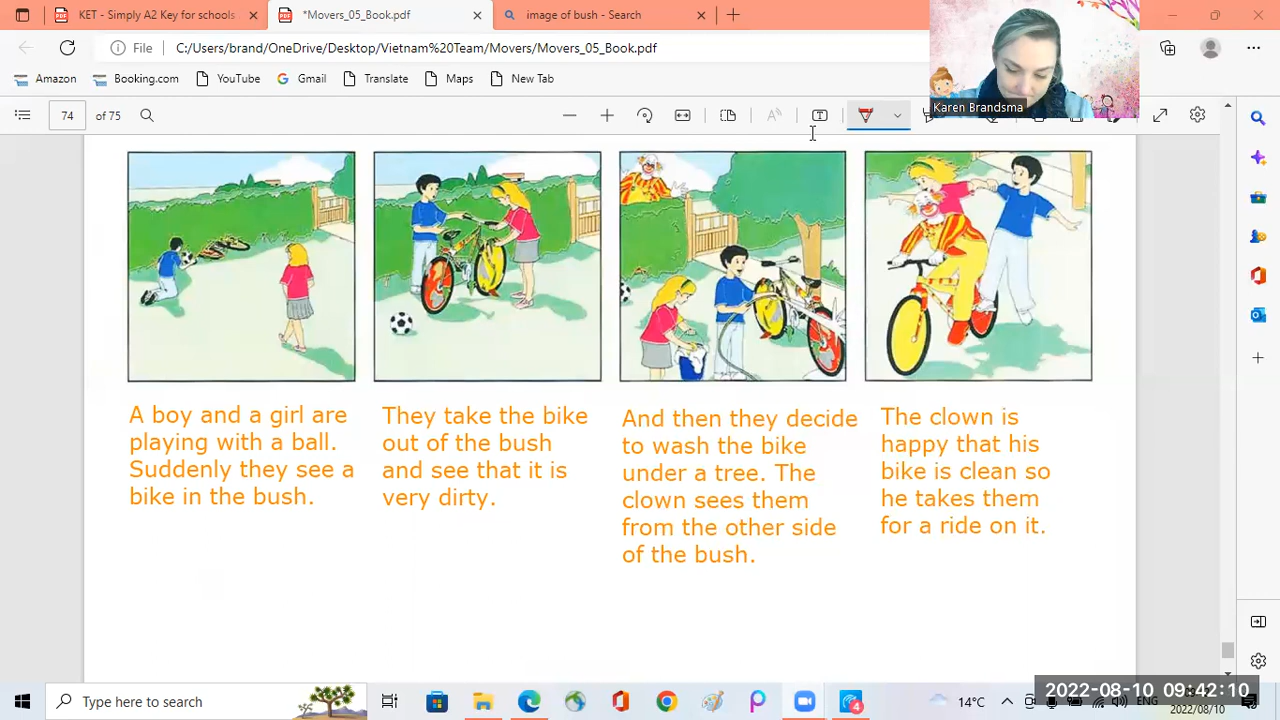 KET - Simply A2 Key for schools
*Movers_05_Book.pdf
image of bush - Search
File
C:/Users/brand/OneDrive/Desktop/Vietnam%20Team/Movers/Movers_05_Book.pdf
Amazon
Booking.com
YouTube
Gmail
Translate
Maps
New Tab
Karen Brandsma
74 of 75
A boy and a girl are
playing with a ball.
Suddenly they see a
bike in the bush.
They take the bike
out of the bush
and see that it is
very dirty.
And then they decide
to wash the bike
under a tree. The
clown sees them
from the other side
of the bush.
The clown is
happy that his
bike is clean so
he takes them
for a ride on it.
Type here to search
4
14°C
ENG
2022-08-10 09:42:10
2022/08/10